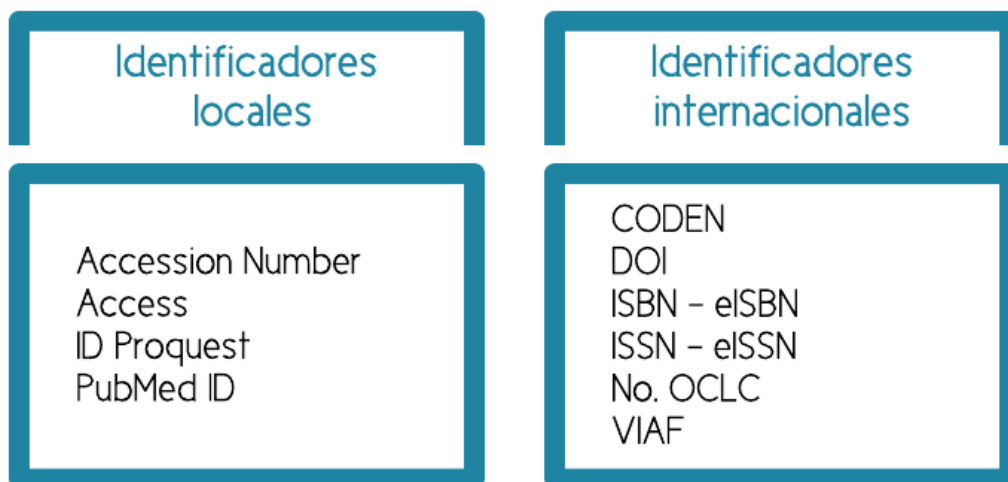 Identificadores
locales
Accession Number
Access
ID Proquest
PubMed ID
Identificadores
internacionales
CODEN
DOI
ISBN - eISBN
ISSN - eISSN
No. OCLC
VIAF